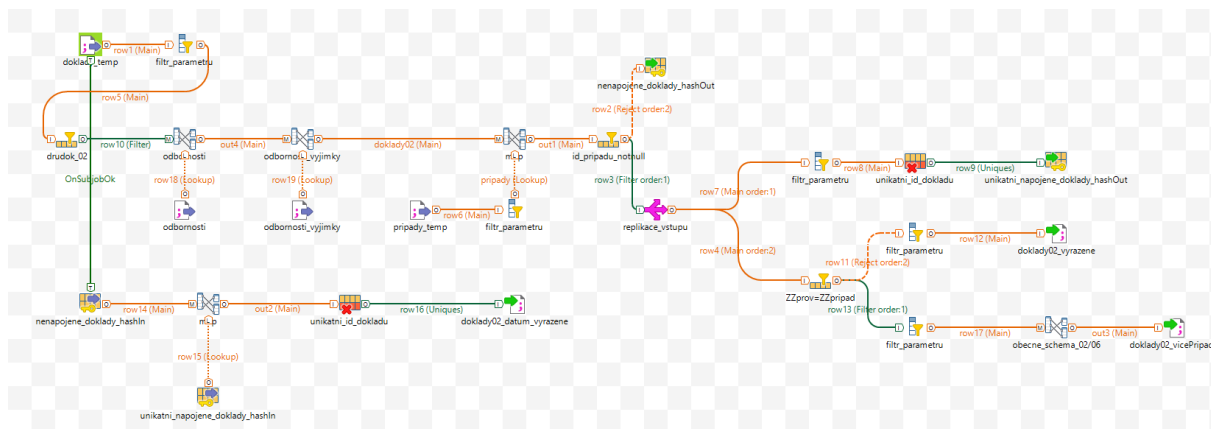 row1 (Main)
doklady_temp
filtr_parametru
nenapojene_doklady_hashOut
row5 (Main)
row2 (Reject order:2)
row10 (Filter)
out4 (Main)
doklady02 (Main)
out1 (Main)
drudok_02
odbornosti
odbornosti_vyjimky
id_pripadu_notnull
OnSubjobOk
row18 (Lookup)
row19 (Lookup)
pripady (Lookup)
row3 (Filter order:1)
row8 (Main)
row9 (Uniques)
filtr_parametru
unikatni_id_dokladu
unikatni_napojene_doklady_hashOut
row7 (Main order:1)
row6 (Main)
odbornosti
odbornosti_vyjimky
pripady_temp
filtr_parametru
replikace_vstupu
row12 (Main)
row4 (Main order:2)
filtr_parametru
doklady02_vyrazene
row11 (Reject order:2)
ZZprov=ZZpripad
row14 (Main)
out2 (Main)
row16 (Uniques)
row13 (Filter order:1)
nenapojene_doklady_hashIn
unikatni_id_dokladu
doklady02_datum_vyrazene
row17 (Main)
out3 (Main)
filtr_parametru
obecne_schema_02/06
doklady02_vicePripad
row15 (Lookup)
unikatni_napojene_doklady_hashIn